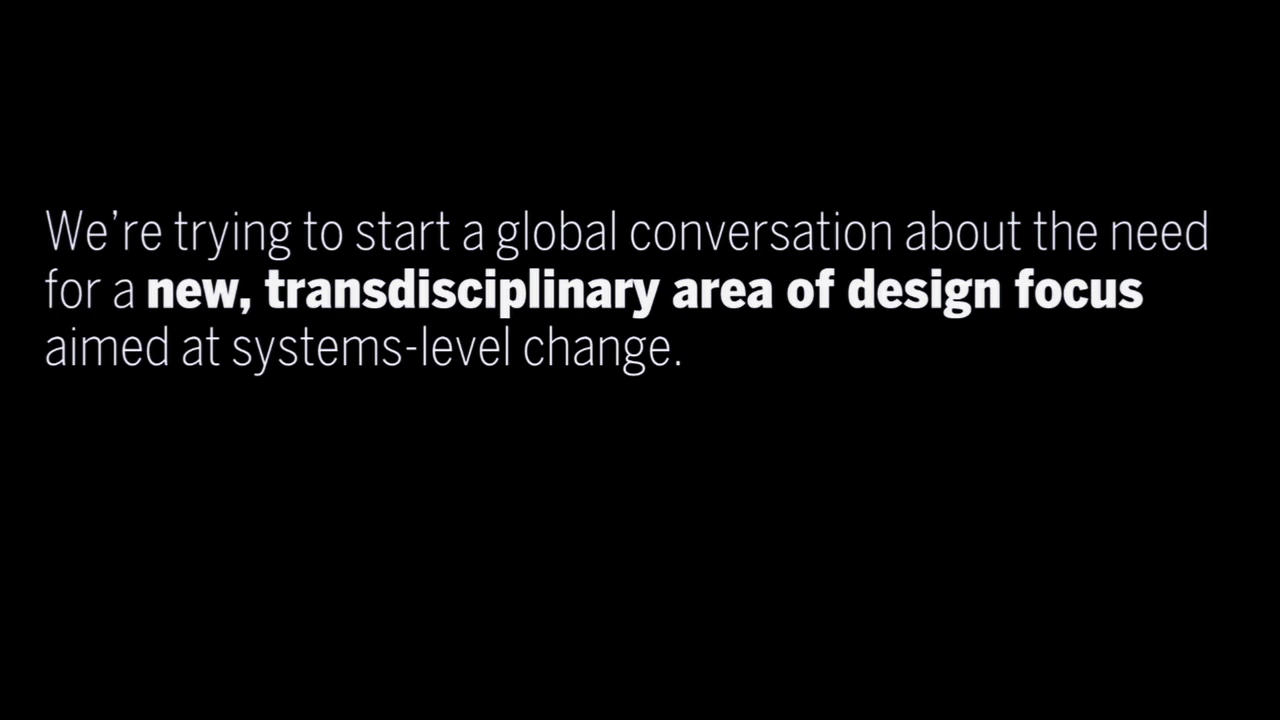 We’re trying to start a global conversation about the need
for a new, transdisciplinary area of design focus
aimed at systems-level change.